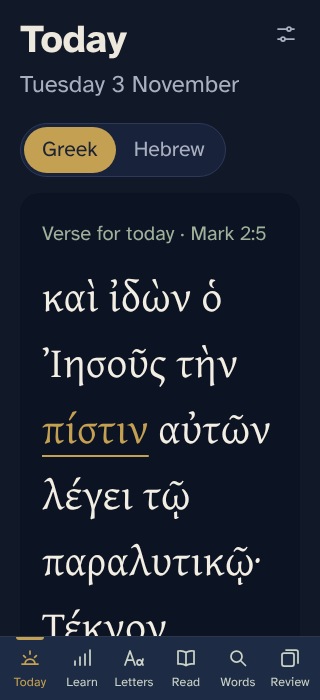 Today
Tuesday 3 November
Greek Hebrew
Verse for today · Mark 2:5
καὶ ἰδὼν ὁ
Ἰησοῦς τὴν
πίστιν αὐτῶν
λέγει τῷ
παραλυτικῷ·
Τέκνον
Today Learn Letters Read Words Review